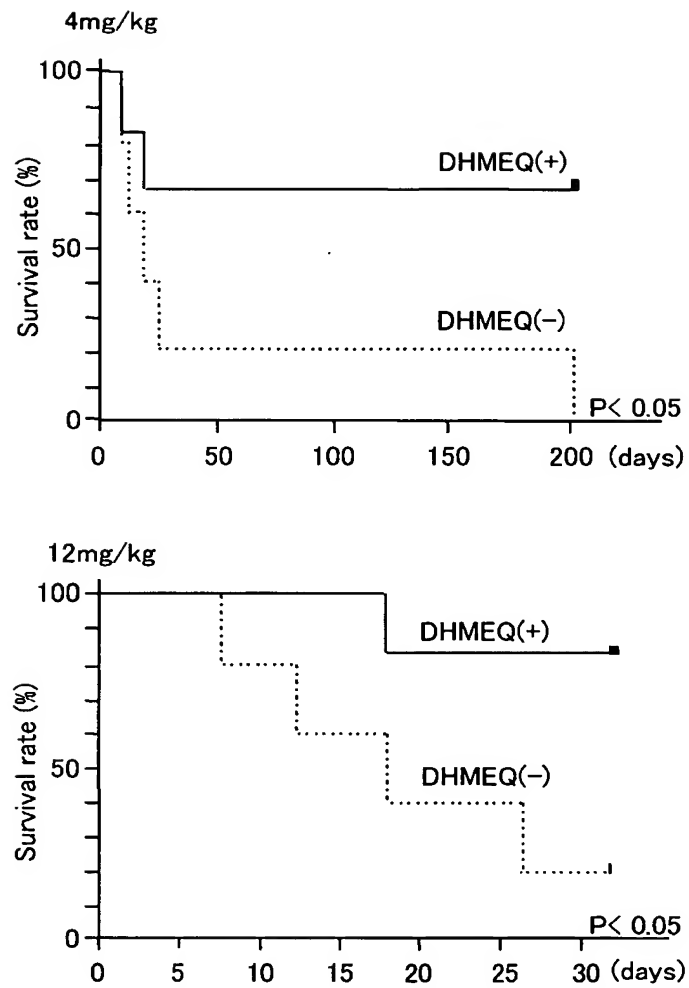 4mg/kg
100
50
0
Survival rate (%)
DHMEQ(+)
DHMEQ(−)
P< 0.05
0 50 100 150 200 (days)
12mg/kg
100
50
0
Survival rate (%)
DHMEQ(+)
DHMEQ(−)
P< 0.05
0 5 10 15 20 25 30 (days)